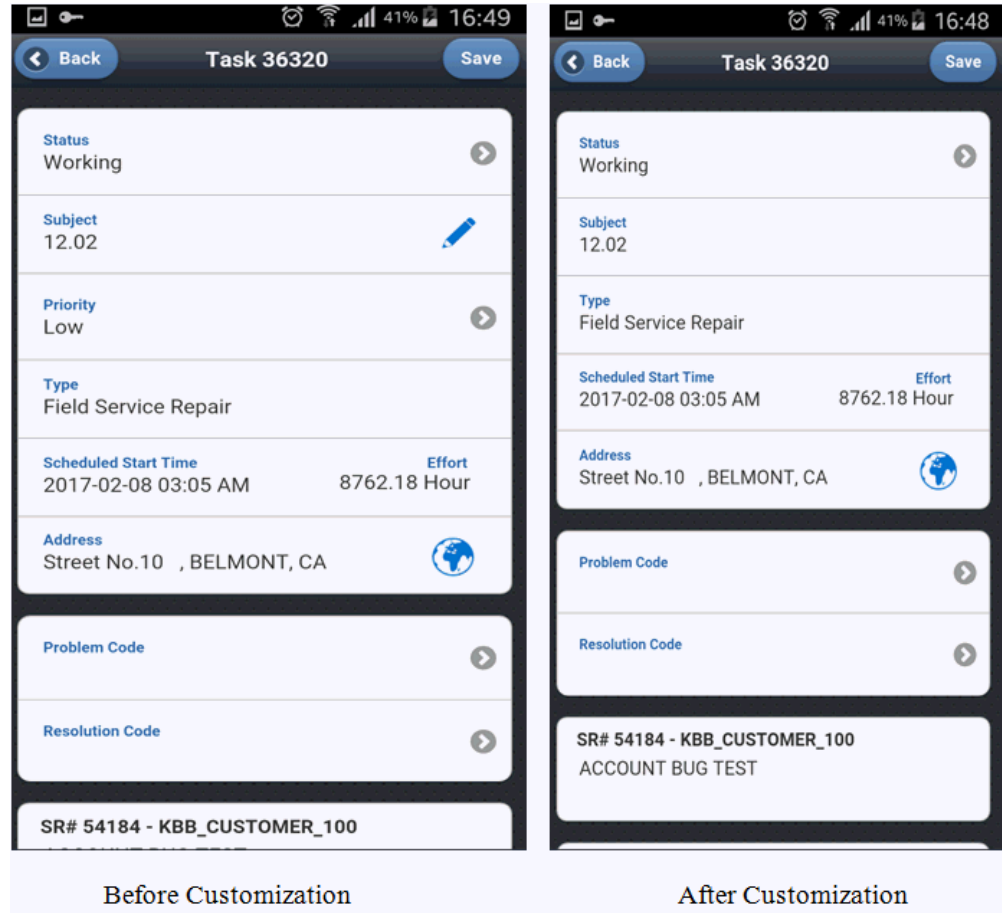 41% 16:49
Back Task 36320 Save
Status
Working
Subject
12.02
Priority
Low
Type
Field Service Repair
Scheduled Start Time Effort
2017-02-08 03:05 AM 8762.18 Hour
Address
Street No.10 , BELMONT, CA
Problem Code
Resolution Code
SR# 54184 - KBB_CUSTOMER_100
Before Customization
41% 16:48
Back Task 36320 Save
Status
Working
Subject
12.02
Type
Field Service Repair
Scheduled Start Time Effort
2017-02-08 03:05 AM 8762.18 Hour
Address
Street No.10 , BELMONT, CA
Problem Code
Resolution Code
SR# 54184 - KBB_CUSTOMER_100
ACCOUNT BUG TEST
After Customization